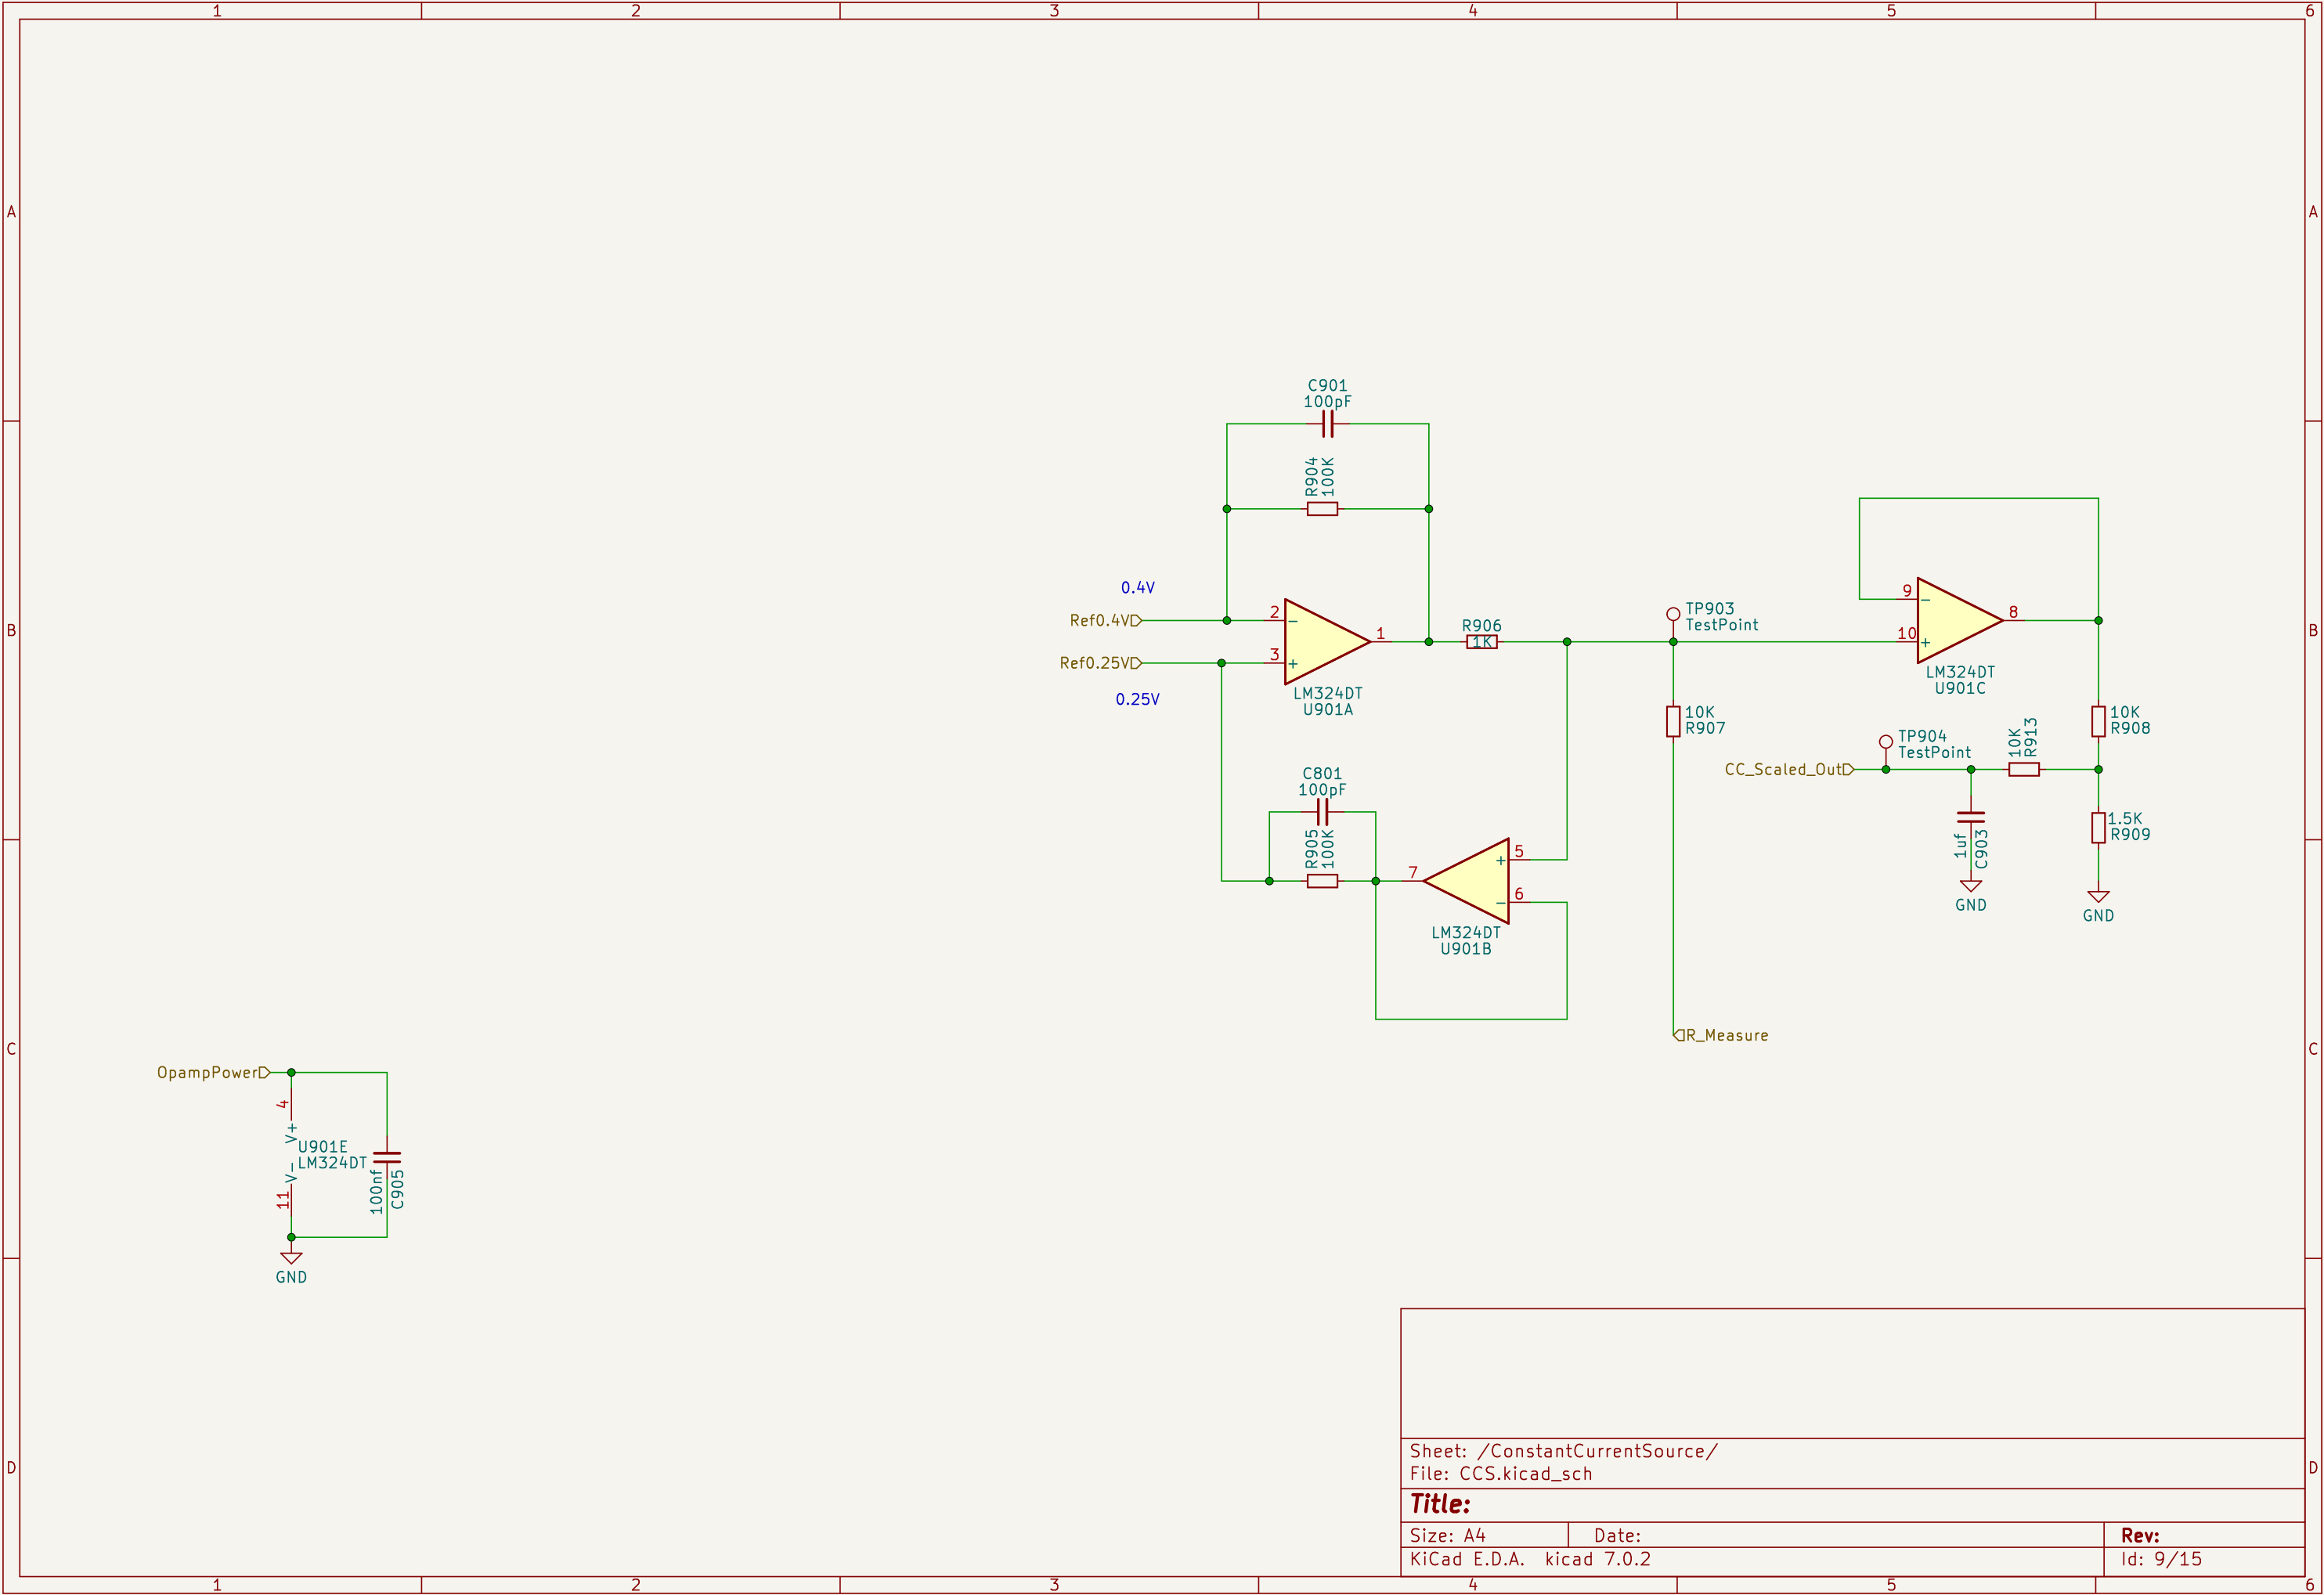 1 2 3 4 5 6
A A
C901
100pF
R904
100K
0.4V
Ref0.4V
2
−
1
3
+
Ref0.25V
0.25V
LM324DT
U901A
R906
1K
TP903
TestPoint
9
−
8
10
+
LM324DT
U901C
B B
10K
R907
10K
R908
TP904
TestPoint
10K
R913
CC_Scaled_Out
C801
100pF
R905
100K
1uf
C903
1.5K
R909
5
+
7
6
−
LM324DT
U901B
GND
GND
R_Measure
C C
OpampPower
4
V+
U901E
LM324DT
V-
11
100nf
C905
GND
D D
Sheet: /ConstantCurrentSource/
File: CCS.kicad_sch
Title:
Size: A4 Date: Rev:
KiCad E.D.A. kicad 7.0.2 Id: 9/15
1 2 3 4 5 6